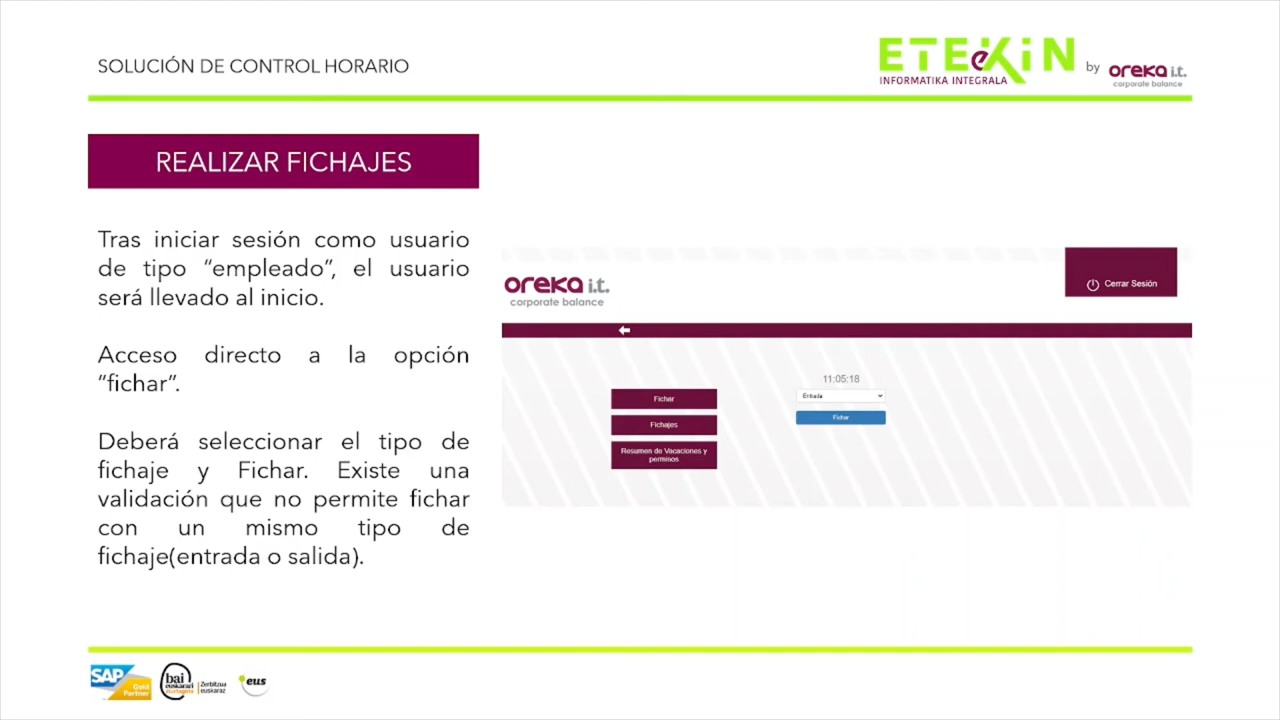 SOLUCIÓN DE CONTROL HORARIO
ETEKiN
e
INFORMATIKA INTEGRALA
by
oreka i.t.
corporate balance
REALIZAR FICHAJES
Tras iniciar sesión como usuario
de tipo “empleado”, el usuario
será llevado al inicio.
Acceso directo a la opción
“fichar”.
Deberá seleccionar el tipo de
fichaje y Fichar. Existe una
validación que no permite fichar
con un mismo tipo de
fichaje(entrada o salida).
oreka i.t.
corporate balance
Cerrar Sesión
11:05:18
Entrada
Fichar
Fichar
Fichajes
Resumen de Vacaciones y
permisos
SAP
Gold
Partner
bai
euskarari
Zerbitzua
euskaraz
eus